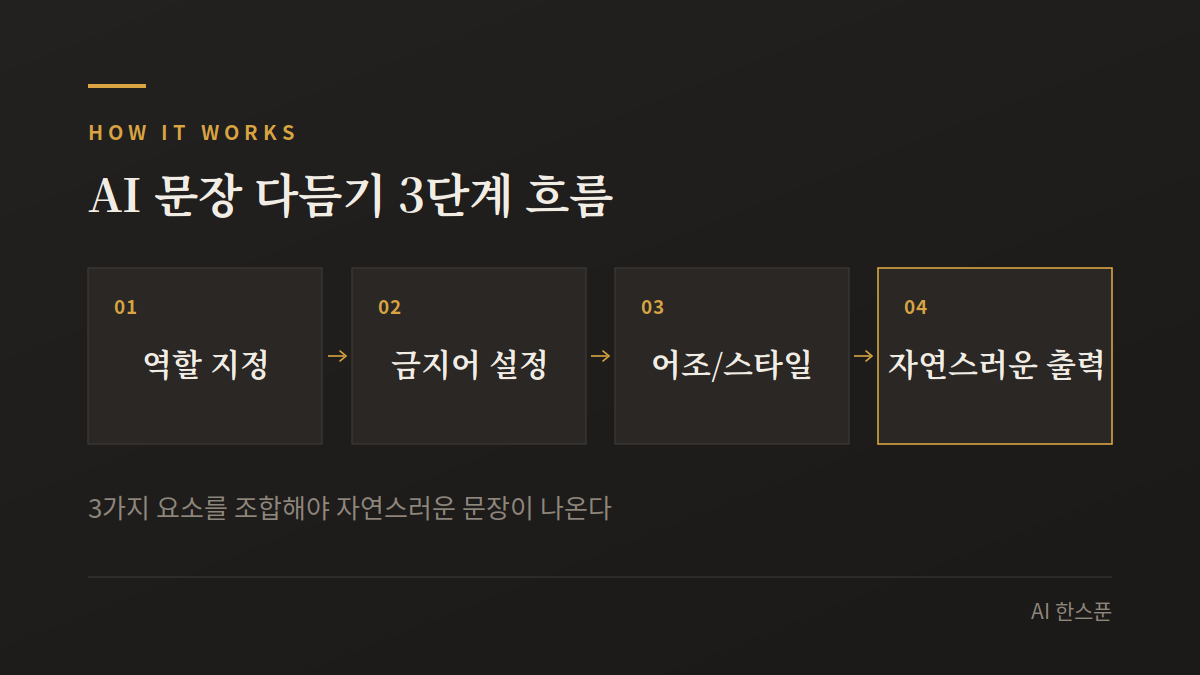 HOW IT WORKS
AI 문장 다듬기 3단계 흐름
01
역할 지정
→
02
금지어 설정
→
03
어조/스타일
→
04
자연스러운 출력
3가지 요소를 조합해야 자연스러운 문장이 나온다
AI 한스푼